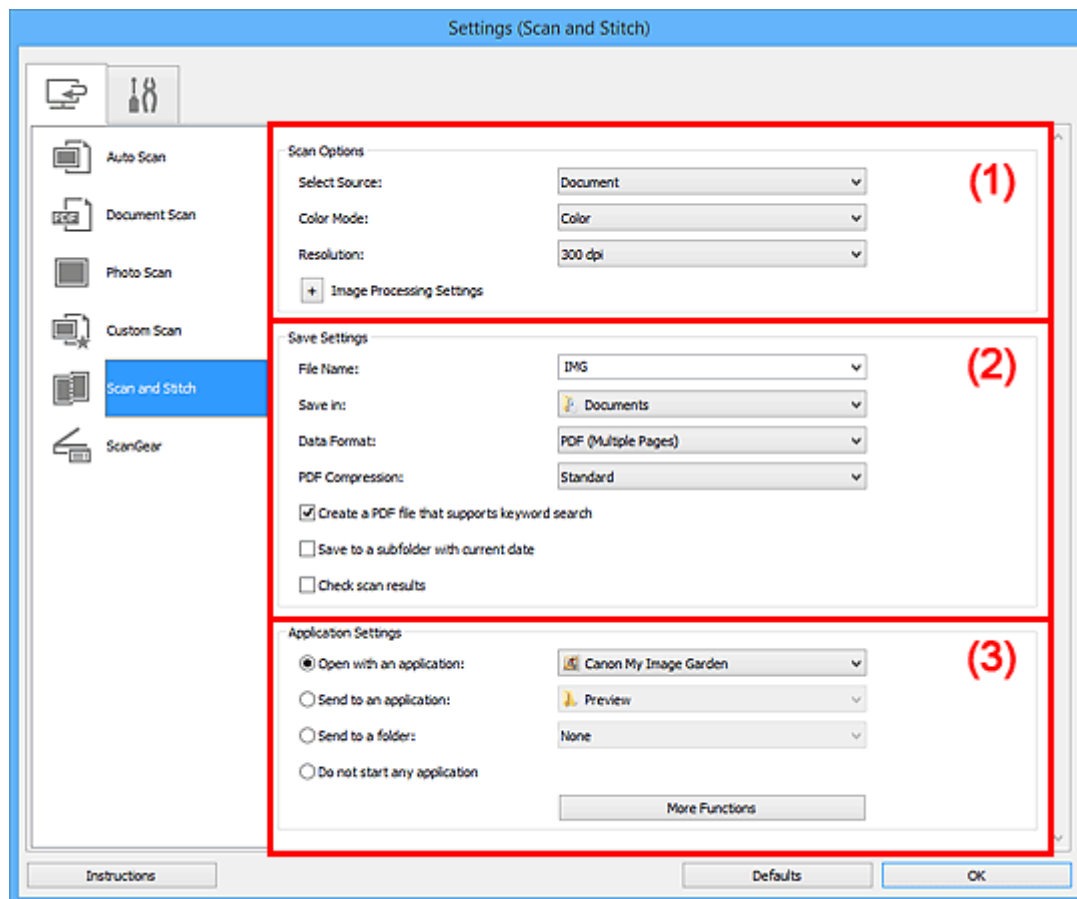 Settings (Scan and Stitch)
Auto Scan
Document Scan
Photo Scan
Custom Scan
Scan and Stitch
ScanGear
Scan Options
(1)
Select Source: Document
Color Mode: Color
Resolution: 300 dpi
+ Image Processing Settings
Save Settings
(2)
File Name: IMG
Save in: Documents
Data Format: PDF (Multiple Pages)
PDF Compression: Standard
Create a PDF file that supports keyword search
Save to a subfolder with current date
Check scan results
Application Settings
(3)
Open with an application: Canon My Image Garden
Send to an application: Preview
Send to a folder: None
Do not start any application
More Functions
Instructions Defaults OK